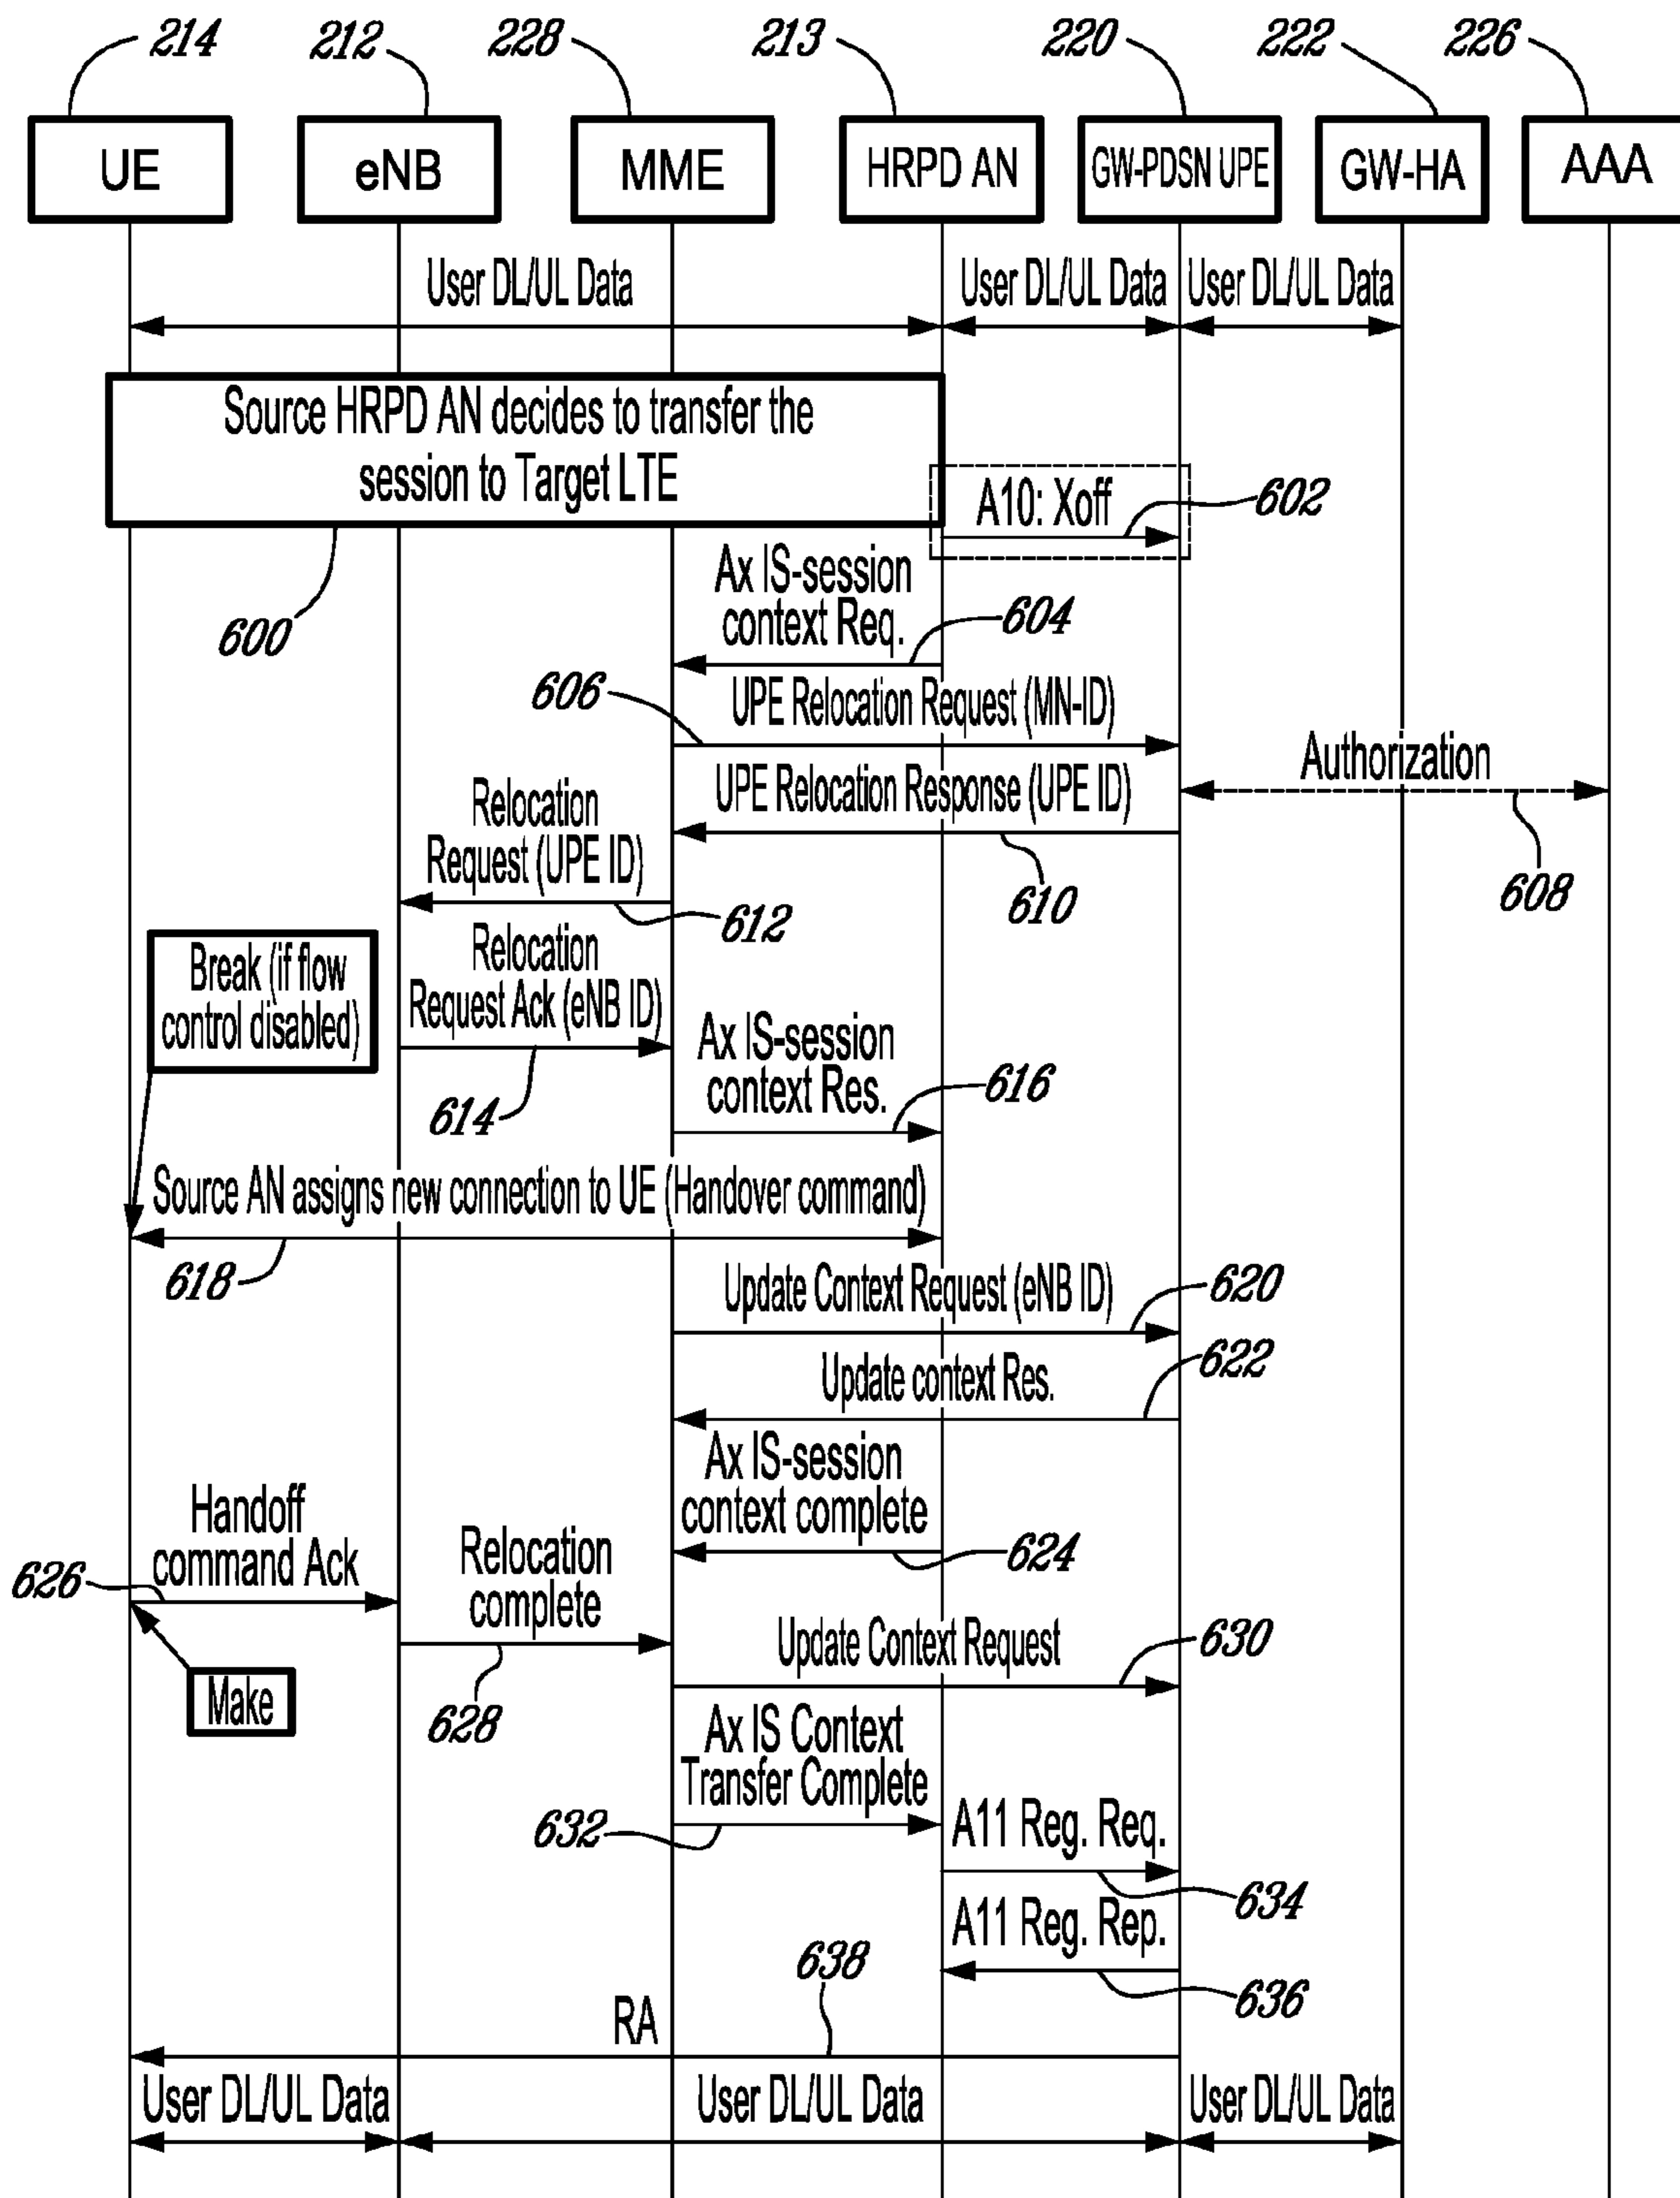 214
212
228
213
220
222
226
UE
eNB
MME
HRPD AN
GW-PDSN UPE
GW-HA
AAA
User DL/UL Data
User DL/UL Data
User DL/UL Data
Source HRPD AN decides to transfer the
session to Target LTE
600
A10: Xoff
602
Ax IS-session
context Req.
604
606
UPE Relocation Request (MN-ID)
Authorization
608
UPE Relocation Response (UPE ID)
610
Relocation
Request (UPE ID)
612
Break (if flow
control disabled)
Relocation
Request Ack (eNB ID)
614
Ax IS-session
context Res.
616
Source AN assigns new connection to UE (Handover command)
618
Update Context Request (eNB ID)
620
Update context Res.
622
Ax IS-session
context complete
624
Handoff
command Ack
626
Make
Relocation
complete
628
Update Context Request
630
Ax IS Context
Transfer Complete
632
A11 Reg. Req.
634
A11 Reg. Rep.
636
638
RA
User DL/UL Data
User DL/UL Data
User DL/UL Data